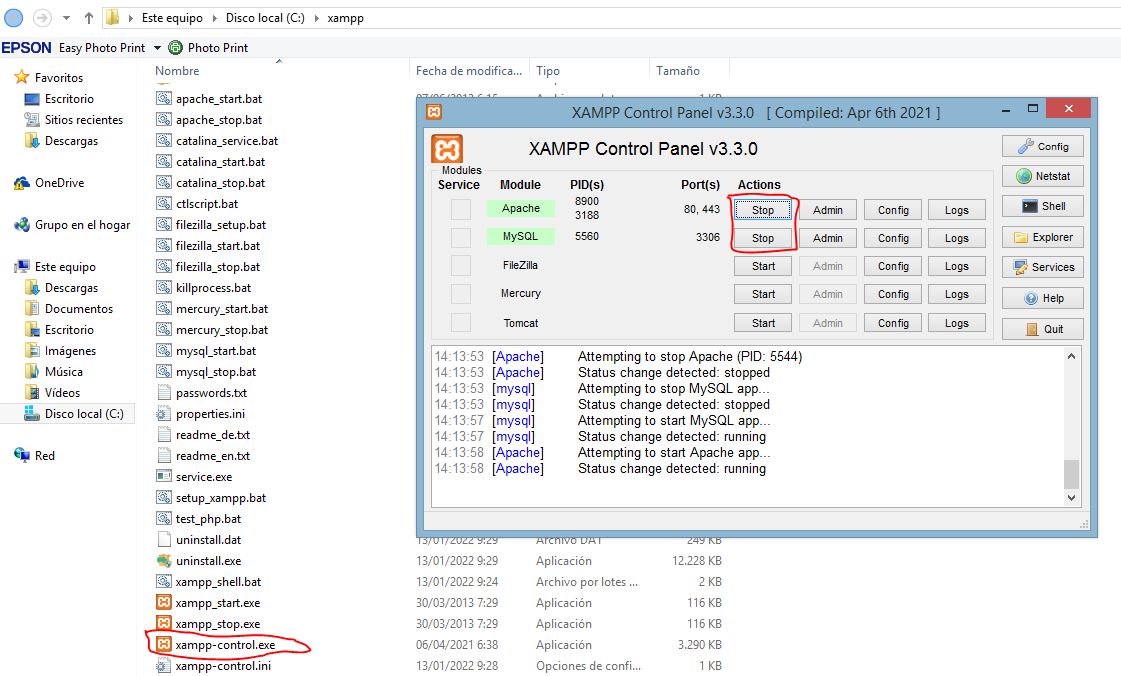 Este equipo Disco local (C:) xampp
EPSON Easy Photo Print Photo Print
Favoritos
Escritorio
Sitios recientes
Descargas
OneDrive
Grupo en el hogar
Este equipo
Descargas
Documentos
Escritorio
Imágenes
Música
Vídeos
Disco local (C:)
Red
Nombre Fecha de modifica... Tipo Tamaño
apache_start.bat
apache_stop.bat
catalina_service.bat
catalina_start.bat
catalina_stop.bat
ctlscript.bat
filezilla_setup.bat
filezilla_start.bat
filezilla_stop.bat
killprocess.bat
mercury_start.bat
mercury_stop.bat
mysql_start.bat
mysql_stop.bat
passwords.txt
properties.ini
readme_de.txt
readme_en.txt
service.exe
setup_xampp.bat
test_php.bat
uninstall.dat 13/01/2022 9:29 Archivo DAT 249 KB
uninstall.exe 13/01/2022 9:29 Aplicación 12.228 KB
xampp_shell.bat 13/01/2022 9:24 Archivo por lotes ... 2 KB
xampp_start.exe 30/03/2013 7:29 Aplicación 116 KB
xampp_stop.exe 30/03/2013 7:29 Aplicación 116 KB
xampp-control.exe 06/04/2021 6:38 Aplicación 3.290 KB
xampp-control.ini 13/01/2022 9:28 Opciones de confi... 1 KB
XAMPP Control Panel v3.3.0 [ Compiled: Apr 6th 2021 ]
XAMPP Control Panel v3.3.0
Modules
Service Module PID(s) Port(s) Actions
Apache 8900 3188 80, 443 Stop Admin Config Logs
MySQL 5560 3306 Stop Admin Config Logs
FileZilla Start Admin Config Logs
Mercury Start Admin Config Logs
Tomcat Start Admin Config Logs
Config
Netstat
Shell
Explorer
Services
Help
Quit
14:13:53 [Apache] Attempting to stop Apache (PID: 5544)
14:13:53 [Apache] Status change detected: stopped
14:13:53 [mysql] Attempting to stop MySQL app...
14:13:53 [mysql] Status change detected: stopped
14:13:57 [mysql] Attempting to start MySQL app...
14:13:57 [mysql] Status change detected: running
14:13:58 [Apache] Attempting to start Apache app...
14:13:58 [Apache] Status change detected: running